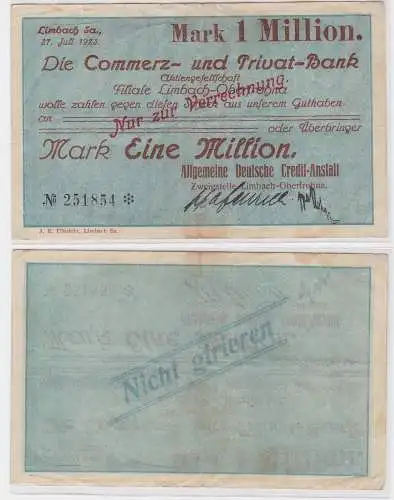 Limbach Sa.,
27. Juli 1923.
Mark 1 Million.
Die Commerz- und Privat-Bank
Aktiengesellschaft
Filiale Limbach-Oberfrohna
wolle zahlen gegen diesen Scheck aus unserem Guthaben
Nur zur Verrechnung.
an
oder Überbringer
Mark Eine Million.
Allgemeine Deutsche Credit-Anstalt
Zweigstelle Limbach-Oberfrohna
№ 251854 ✻
Limbach Sa.
Nicht girieren